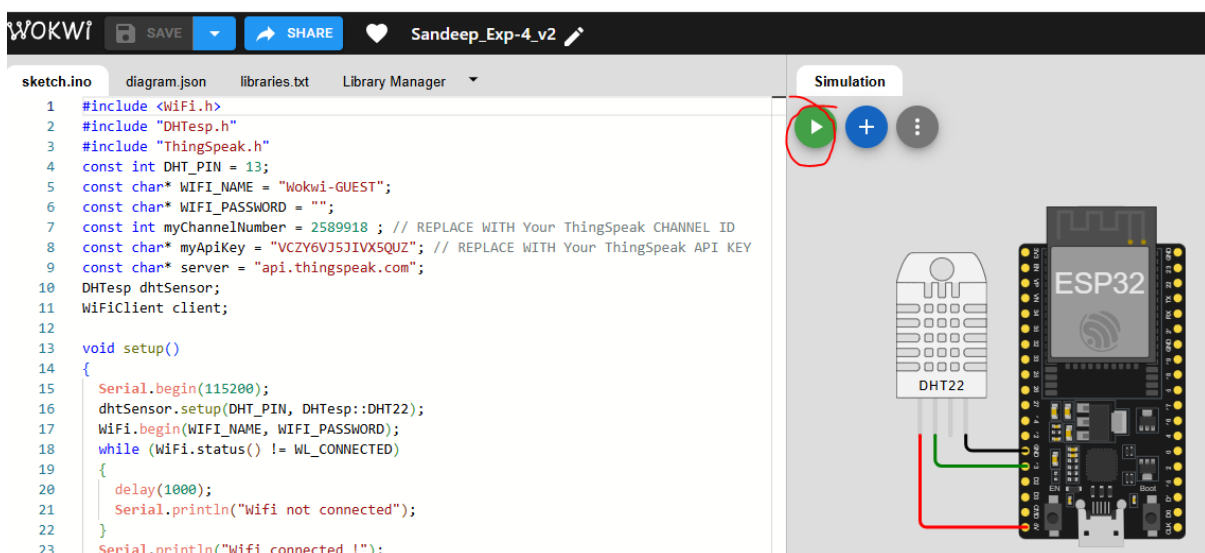 WOKWi SAVE SHARE Sandeep_Exp-4_v2
sketch.ino diagram.json libraries.txt Library Manager
1 #include <WiFi.h>
2 #include "DHTesp.h"
3 #include "ThingSpeak.h"
4 const int DHT_PIN = 13;
5 const char* WIFI_NAME = "Wokwi-GUEST";
6 const char* WIFI_PASSWORD = "";
7 const int myChannelNumber = 2589918 ; // REPLACE WITH Your ThingSpeak CHANNEL ID
8 const char* myApiKey = "VCZY6VJ5JIVX5QUZ"; // REPLACE WITH Your ThingSpeak API KEY
9 const char* server = "api.thingspeak.com";
10 DHTesp dhtSensor;
11 WiFiClient client;
12
13 void setup()
14 {
15 Serial.begin(115200);
16 dhtSensor.setup(DHT_PIN, DHTesp::DHT22);
17 WiFi.begin(WIFI_NAME, WIFI_PASSWORD);
18 while (WiFi.status() != WL_CONNECTED)
19 {
20 delay(1000);
21 Serial.println("Wifi not connected");
22 }
23 Serial.println("Wifi connected !");
Simulation
ESP32
DHT22
EN
Boot